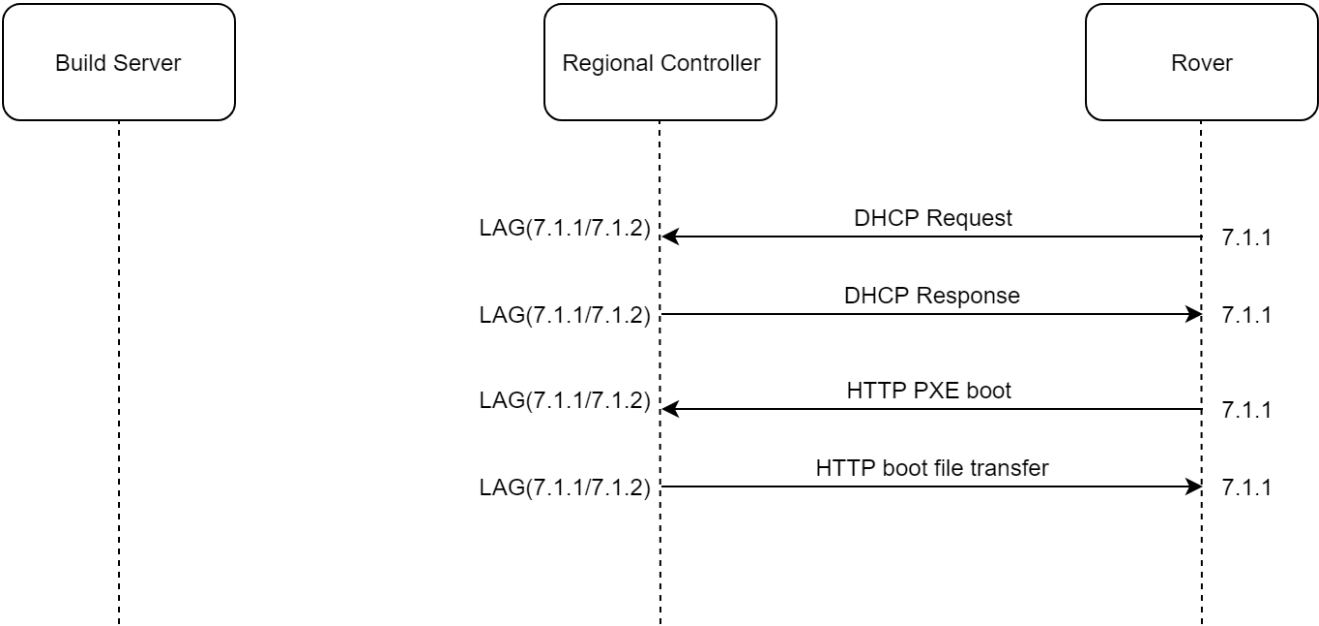 Build Server
Regional Controller
Rover
DHCP Request
LAG(7.1.1/7.1.2)
7.1.1
DHCP Response
LAG(7.1.1/7.1.2)
7.1.1
HTTP PXE boot
LAG(7.1.1/7.1.2)
7.1.1
HTTP boot file transfer
LAG(7.1.1/7.1.2)
7.1.1